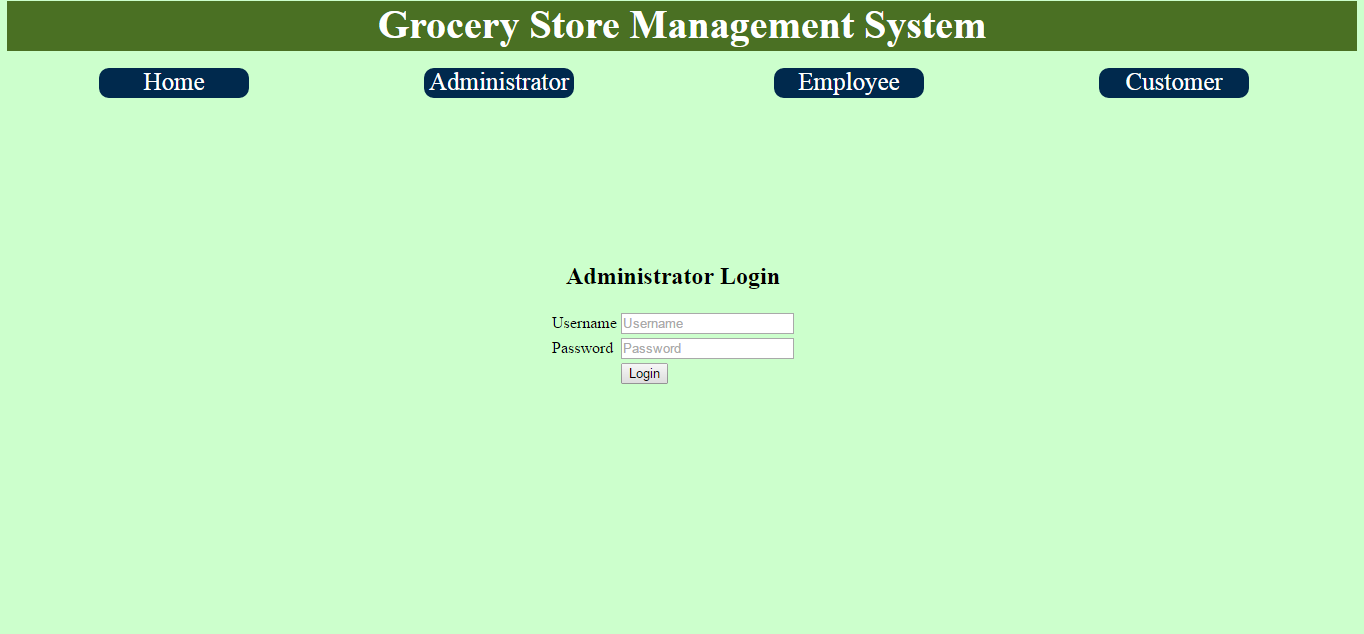 Grocery Store Management System
Home Administrator Employee Customer
Administrator Login
Username Username
Password Password
Login